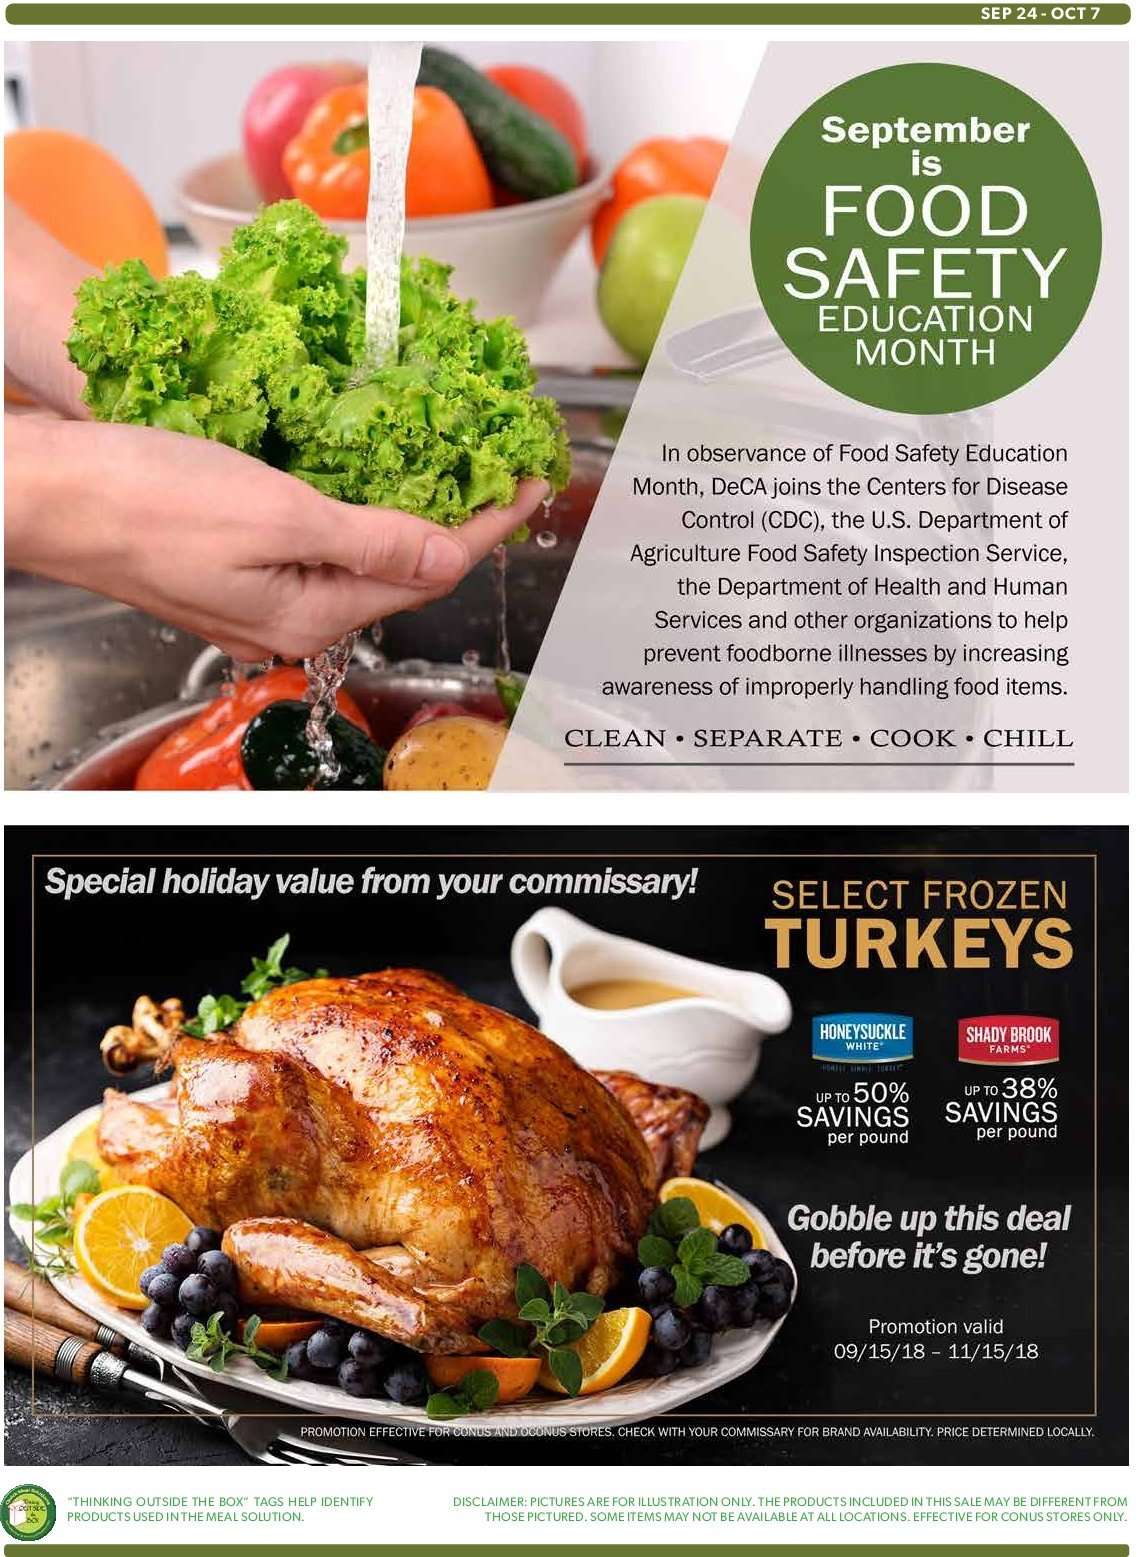 SEP 24 - OCT 7
September
is
FOOD
SAFETY
EDUCATION
MONTH
In observance of Food Safety Education
Month, DeCA joins the Centers for Disease
Control (CDC), the U.S. Department of
Agriculture Food Safety Inspection Service,
the Department of Health and Human
Services and other organizations to help
prevent foodborne illnesses by increasing
awareness of improperly handling food items.
CLEAN • SEPARATE • COOK • CHILL
Special holiday value from your commissary!
SELECT FROZEN
TURKEYS
HONEYSUCKLE
WHITE®
HONEST SIMPLE TURKEY
UP TO 50%
SAVINGS
per pound
SHADY BROOK
FARMS®
UP TO 38%
SAVINGS
per pound
Gobble up this deal
before it's gone!
Promotion valid
09/15/18 – 11/15/18
PROMOTION EFFECTIVE FOR CONUS AND OCONUS STORES. CHECK WITH YOUR COMMISSARY FOR BRAND AVAILABILITY. PRICE DETERMINED LOCALLY.
Thinking
OUTSIDE
the
BOX
"THINKING OUTSIDE THE BOX" TAGS HELP IDENTIFY
PRODUCTS USED IN THE MEAL SOLUTION.
DISCLAIMER: PICTURES ARE FOR ILLUSTRATION ONLY. THE PRODUCTS INCLUDED IN THIS SALE MAY BE DIFFERENT FROM
THOSE PICTURED. SOME ITEMS MAY NOT BE AVAILABLE AT ALL LOCATIONS. EFFECTIVE FOR CONUS STORES ONLY.